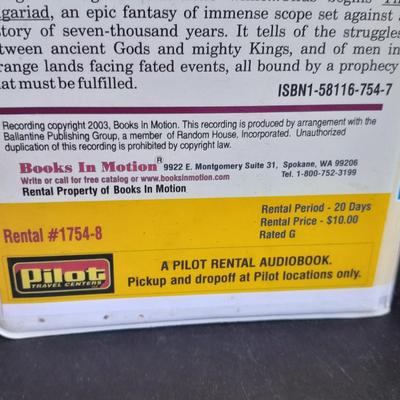 lgariad, an epic fantasy of immense scope set against
story of seven-thousand years. It tells of the struggles
between ancient Gods and mighty Kings, and of men in
range lands facing fated events, all bound by a prophecy
at must be fulfilled.
ISBN1-58116-754-7
Recording copyright 2003, Books In Motion. This recording is produced by arrangement with the
Ballantine Publishing Group, a member of Random House, Incorporated. Unauthorized
duplication of this recording is prohibited by copyright law.
Books In Motion® 9922 E. Montgomery Suite 31, Spokane, WA 99206
Write or call for free catalog or www.booksinmotion.com Tel. 1-800-752-3199
Rental Property of Books In Motion
Rental Period - 20 Days
Rental Price - $10.00
Rental #1754-8 Rated G
Pilot
TRAVEL CENTERS
A PILOT RENTAL AUDIOBOOK.
Pickup and dropoff at Pilot locations only.